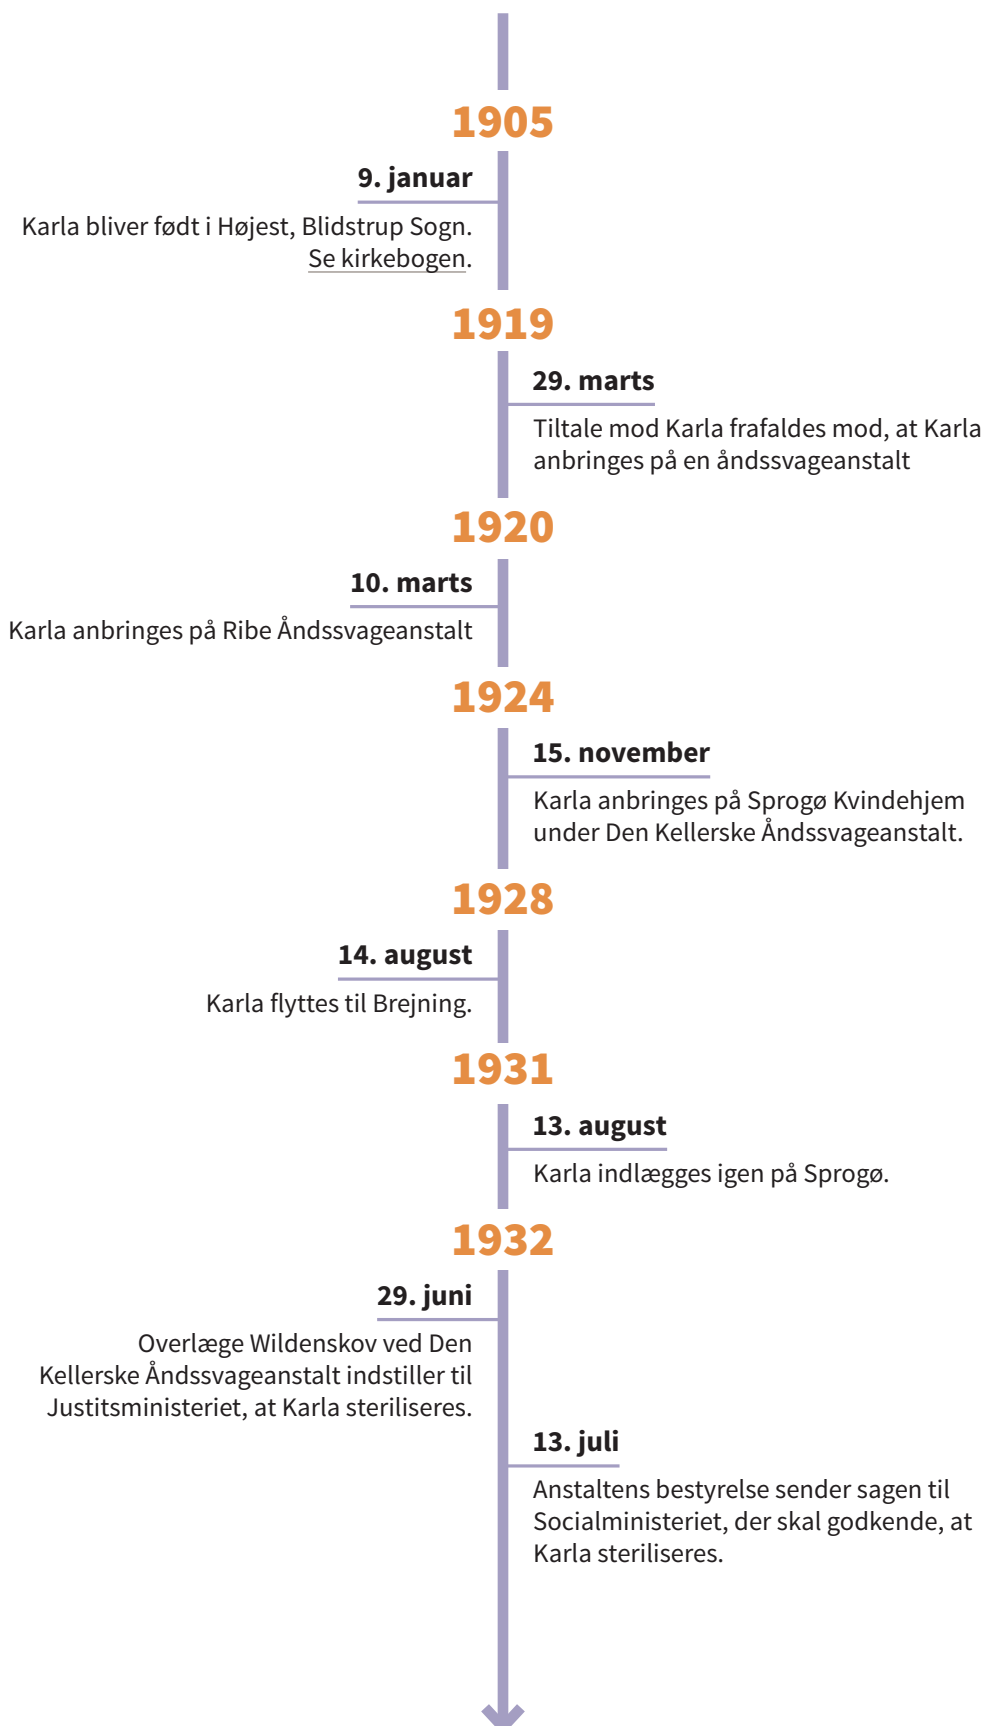 1905
9. januar
Karla bliver født i Højest, Blidstrup Sogn.
Se kirkebogen.
1919
29. marts
Tiltale mod Karla frafaldes mod, at Karla
anbringes på en åndssvageanstalt
1920
10. marts
Karla anbringes på Ribe Åndssvageanstalt
1924
15. november
Karla anbringes på Sprogø Kvindehjem
under Den Kellerske Åndssvageanstalt.
1928
14. august
Karla flyttes til Brejning.
1931
13. august
Karla indlægges igen på Sprogø.
1932
29. juni
Overlæge Wildenskov ved Den
Kellerske Åndssvageanstalt indstiller til
Justitsministeriet, at Karla steriliseres.
13. juli
Anstaltens bestyrelse sender sagen til
Socialministeriet, der skal godkende, at
Karla steriliseres.